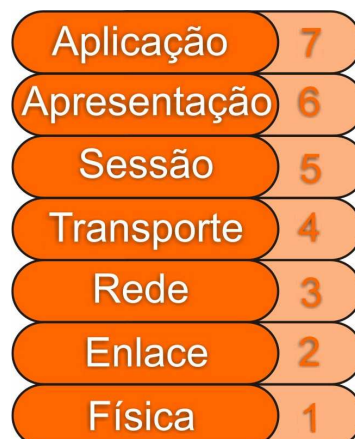 Aplicação 7
Apresentação 6
Sessão 5
Transporte 4
Rede 3
Enlace 2
Física 1